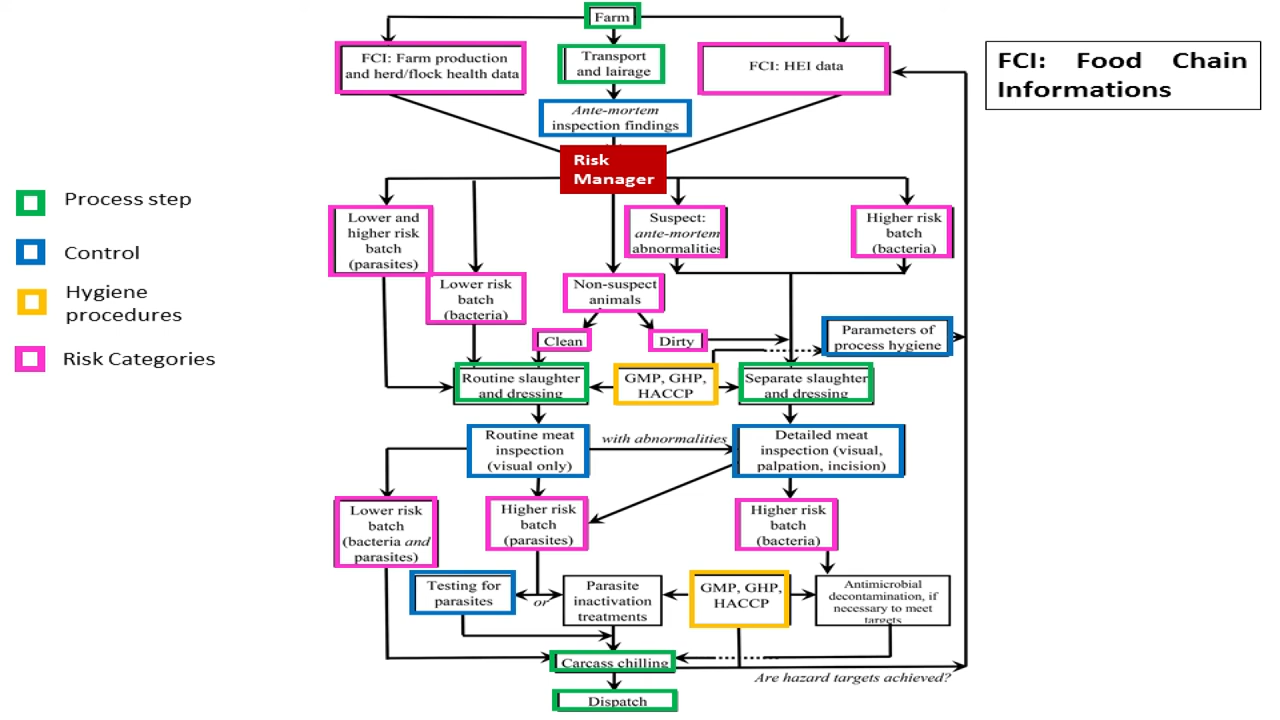 Farm
FCI: Farm production
and herd/flock health data
Transport
and lairage
FCI: HEI data
FCI: Food Chain
Informations
Ante-mortem
inspection findings
Risk
Manager
Process step
Control
Hygiene
procedures
Risk Categories
Lower and
higher risk
batch
(parasites)
Suspect:
ante-mortem
abnormalities
Higher risk
batch
(bacteria)
Lower risk
batch
(bacteria)
Non-suspect
animals
Clean
Dirty
Parameters of
process hygiene
Routine slaughter
and dressing
GMP, GHP,
HACCP
Separate slaughter
and dressing
Routine meat
inspection
(visual only)
with abnormalities
Detailed meat
inspection (visual,
palpation, incision)
Lower risk
batch
(bacteria and
parasites)
Higher risk
batch
(parasites)
Higher risk
batch
(bacteria)
Testing for
parasites
or
Parasite
inactivation
treatments
GMP, GHP,
HACCP
Antimicrobial
decontamination, if
necessary to meet
targets
Carcass chilling
Are hazard targets achieved?
Dispatch